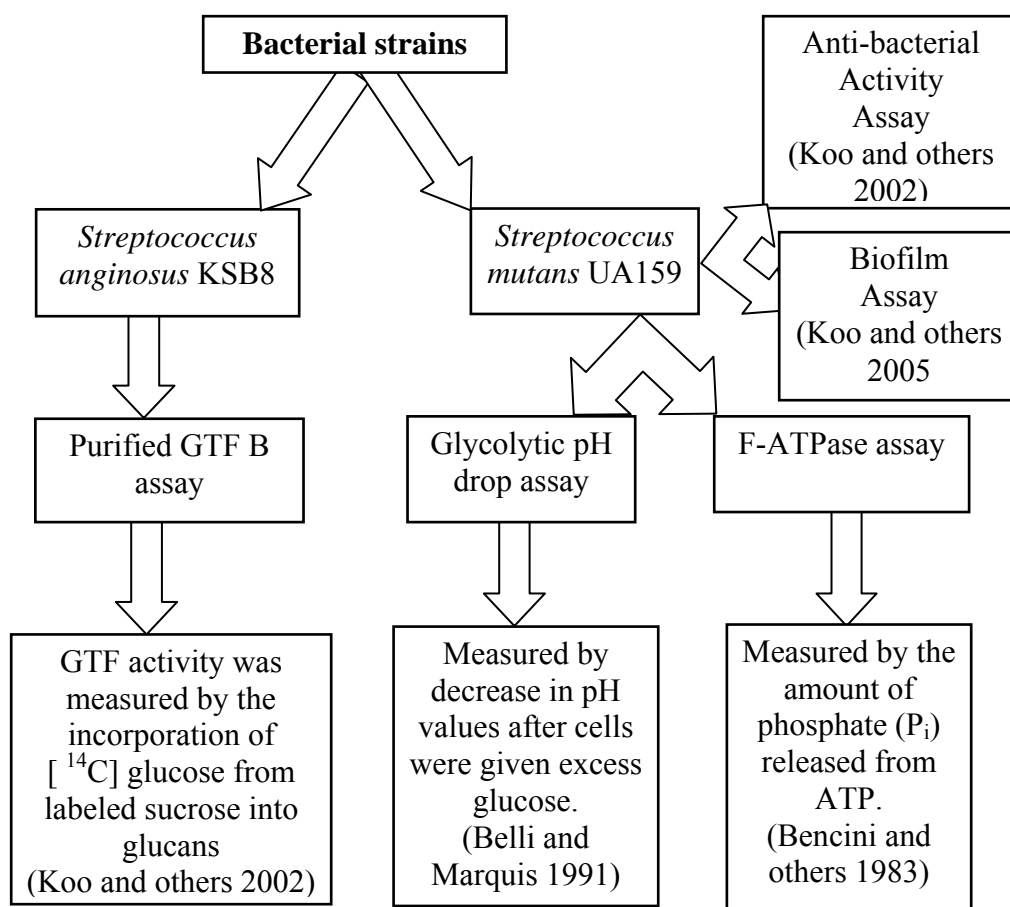 Bacterial strains
Anti-bacterial
Activity
Assay
(Koo and others
2002)
Streptococcus
anginosus KSB8
Streptococcus
mutans UA159
Biofilm
Assay
(Koo and others
2005
Purified GTF B
assay
Glycolytic pH
drop assay
F-ATPase assay
GTF activity was
measured by the
incorporation of
[ ¹⁴C] glucose from
labeled sucrose into
glucans
(Koo and others 2002)
Measured by
decrease in pH
values after cells
were given excess
glucose.
(Belli and
Marquis 1991)
Measured by the
amount of
phosphate (Pᵢ)
released from
ATP.
(Bencini and
others 1983)